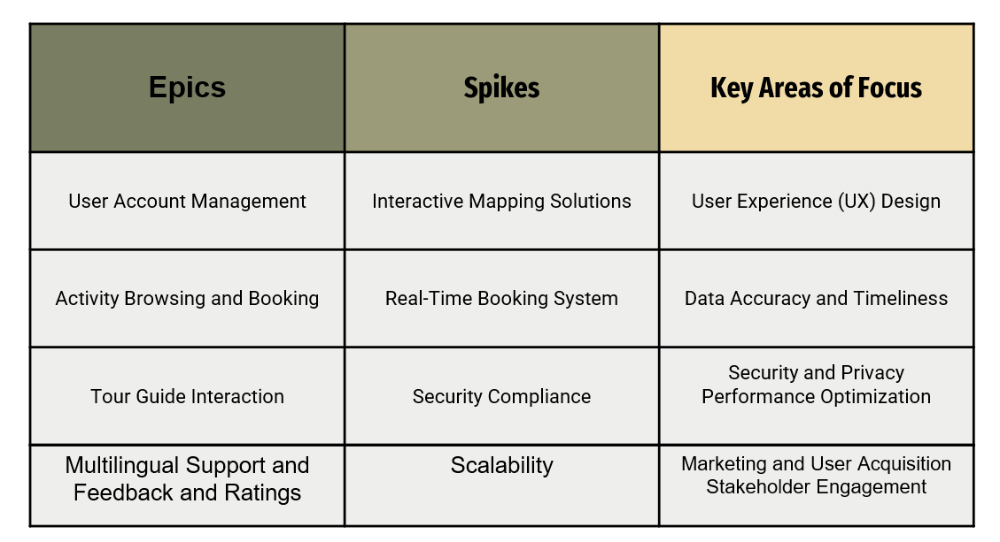 Epics
Spikes
Key Areas of Focus
User Account Management
Interactive Mapping Solutions
User Experience (UX) Design
Activity Browsing and Booking
Real-Time Booking System
Data Accuracy and Timeliness
Tour Guide Interaction
Security Compliance
Security and Privacy
Performance Optimization
Multilingual Support and
Feedback and Ratings
Scalability
Marketing and User Acquisition
Stakeholder Engagement